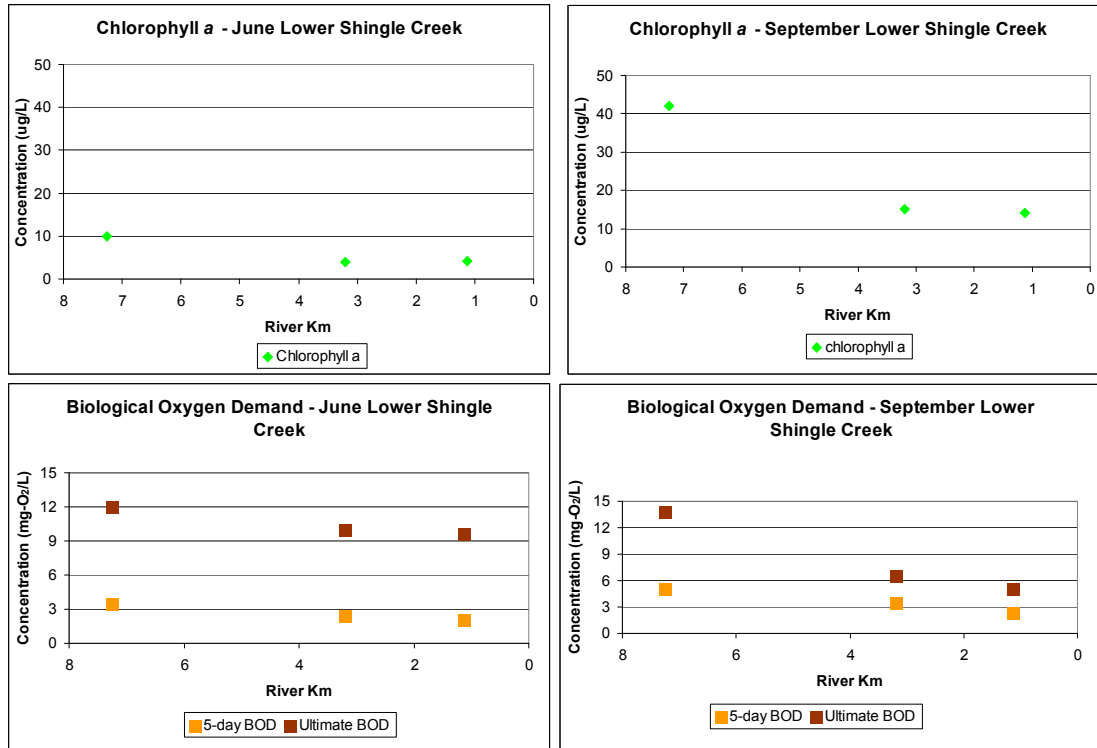 Chlorophyll a - June Lower Shingle Creek
Concentration (ug/L)
50
40
30
20
10
0
8 7 6 5 4 3 2 1 0
River Km
Chlorophyll a
Chlorophyll a - September Lower Shingle Creek
Concentration (ug/L)
50
40
30
20
10
0
8 7 6 5 4 3 2 1 0
River Km
chlorophyll a
Biological Oxygen Demand - June Lower Shingle
Creek
Concentration (mg-O₂/L)
15
12
9
6
3
0
8 6 4 2 0
River Km
5-day BOD Ultimate BOD
Biological Oxygen Demand - September Lower
Shingle Creek
Concentration (mg-O₂/L)
15
12
9
6
3
0
8 6 4 2 0
River Km
5-day BOD Ultimate BOD